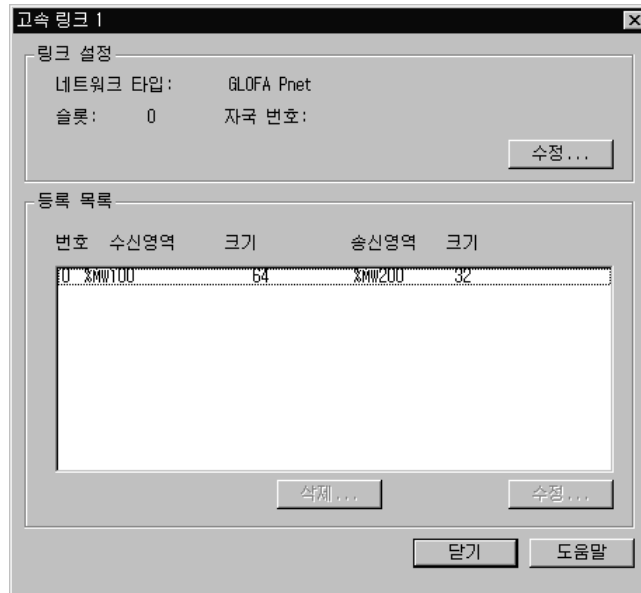 고속 링크 1
링크 설정
네트워크 타입: GLOFA Pnet
슬롯: 0 자국 번호:
수정...
등록 목록
번호 수신영역 크기 송신영역 크기
0 %MW100 64 %MW200 32
삭제... 수정...
닫기 도움말